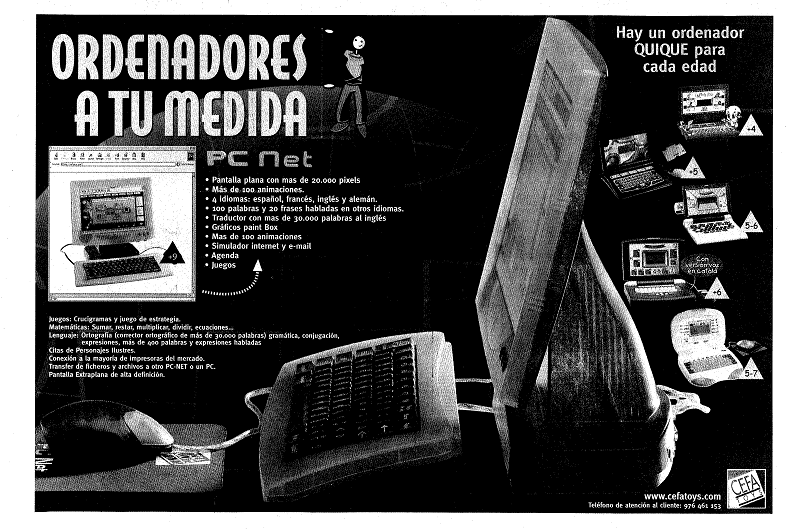 ORDENADORES
A TU MEDIDA
Hay un ordenador
QUIQUE para
cada edad
PC Net
• Pantalla plana con mas de 20.000 pixels
• Más de 100 animaciones.
• 4 idiomas: español, francés, inglés y alemán.
• 100 palabras y 20 frases habladas en otros idiomas.
• Traductor con mas de 30.000 palabras al inglés
• Gráficos paint Box
• Mas de 100 animaciones
• Simulador internet y e-mail
• Agenda
• Juegos
+9
+4
+5
5-6
Con
versión voz
en Català
+6
5-7
Juegos: Crucigramas y juego de estrategia.
Matemáticas: Sumar, restar, multiplicar, dividir, ecuaciones...
Lenguaje: Ortografía (corrector ortográfico de más de 30.000 palabras) gramática, conjugación,
expresiones, más de 400 palabras y expresiones habladas
Citas de Personajes Ilustres.
Conexión a la mayoría de impresoras del mercado.
Transfer de ficheros y archivos a otro PC-NET o un PC.
Pantalla Extraplana de alta definición.
www.cefatoys.com
Teléfono de atención al cliente: 976 461 153
CEFA
TOYS